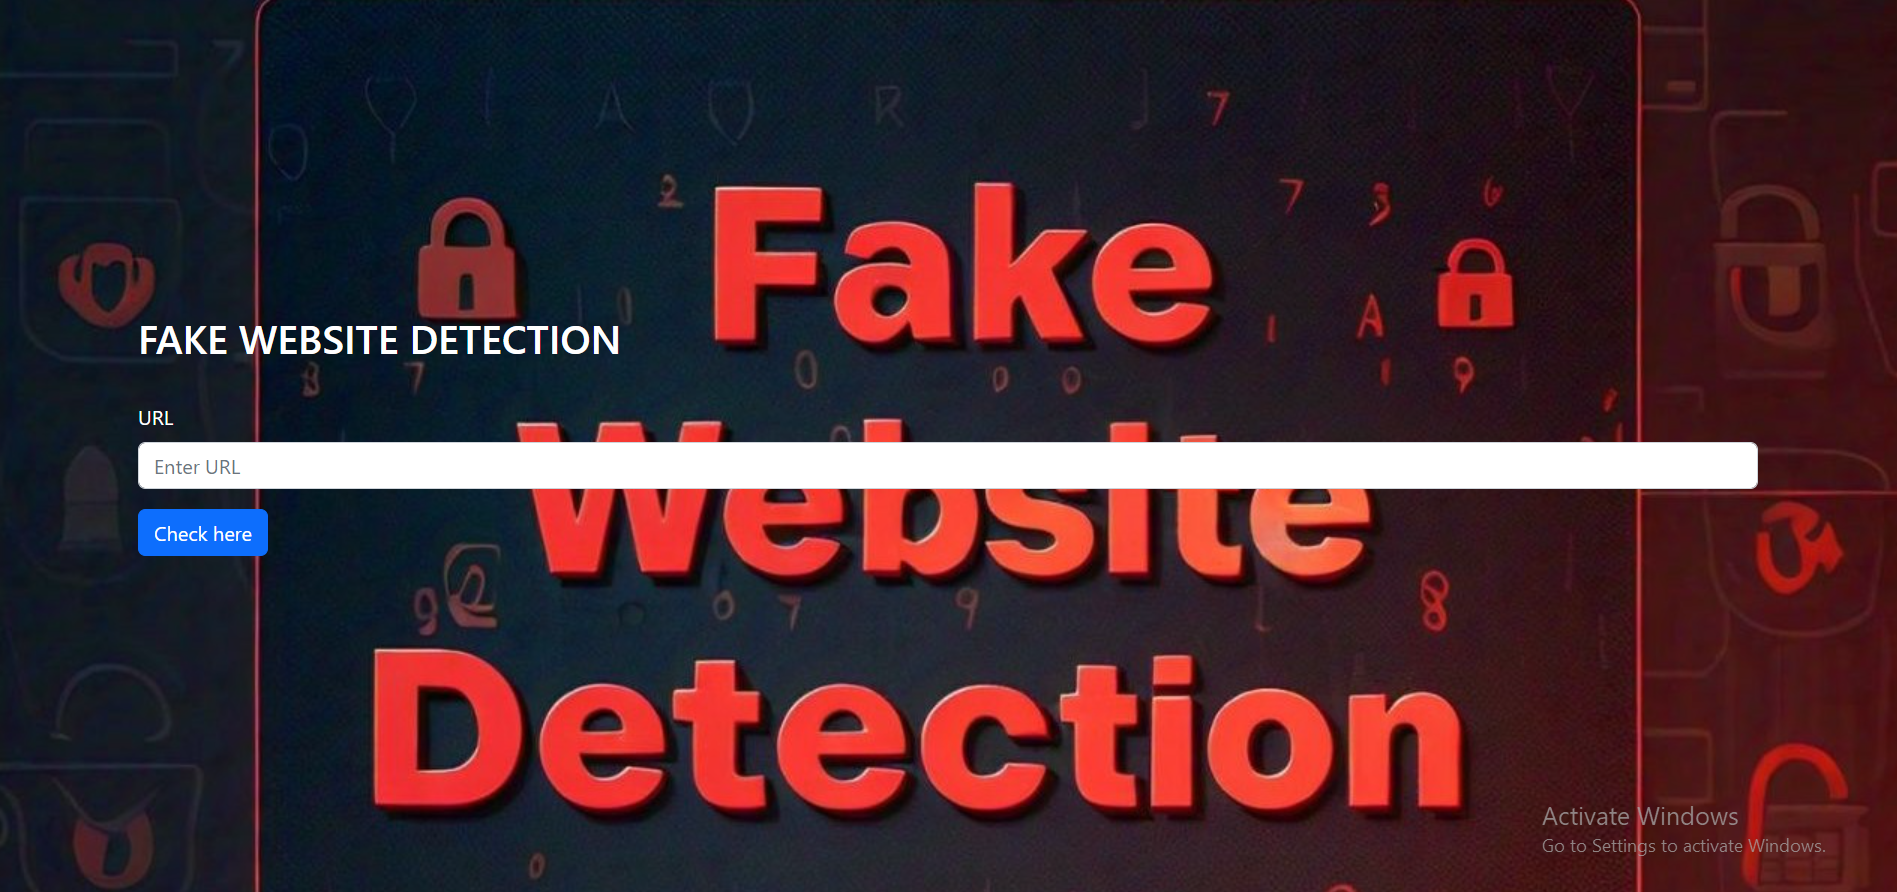 Fake
FAKE WEBSITE DETECTION
URL
Enter URL
Website
Check here
Detection
Activate Windows
Go to Settings to activate Windows.